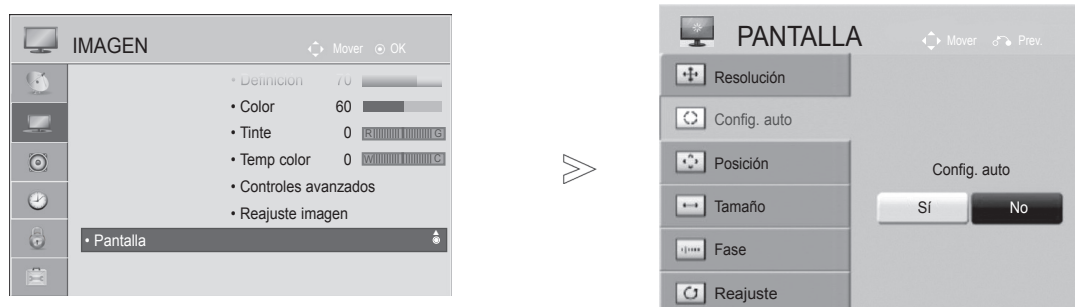 IMAGEN
Mover OK
• Definición 70
• Color 60
• Tinte 0 R G
• Temp color 0 W C
• Controles avanzados
• Reajuste imagen
• Pantalla
PANTALLA
Mover Prev.
Resolución
Config. auto
Posición
Tamaño
Fase
Reajuste
Config. auto
Sí No